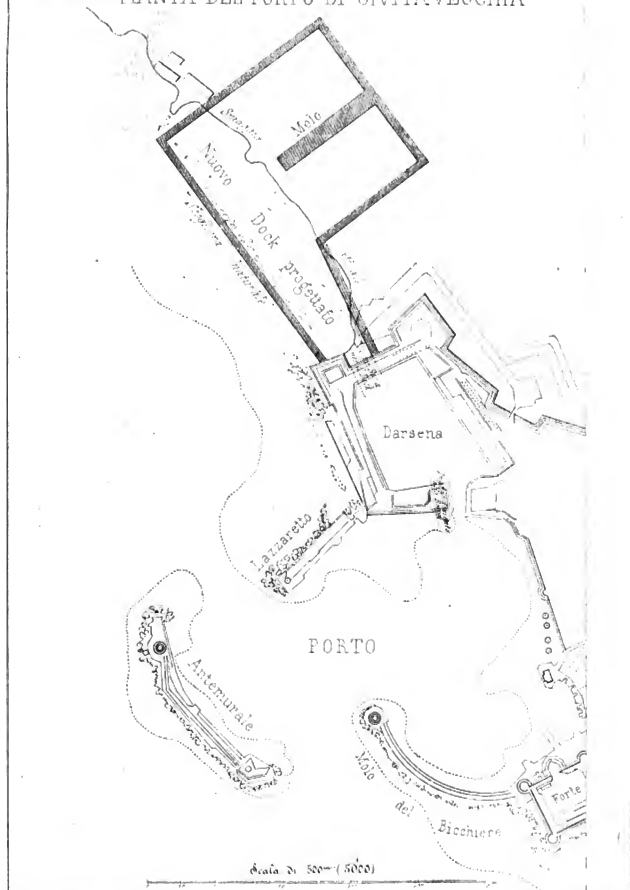 PIANTA DEL PORTO DI CIVITAVECCHIA
Molo
Nuovo
Dock
progettato
naturale
Darsena
Lazzaretto
PORTO
Antemurale
Molo
del
Bicchiere
Forte
Scala di 500m (5000)